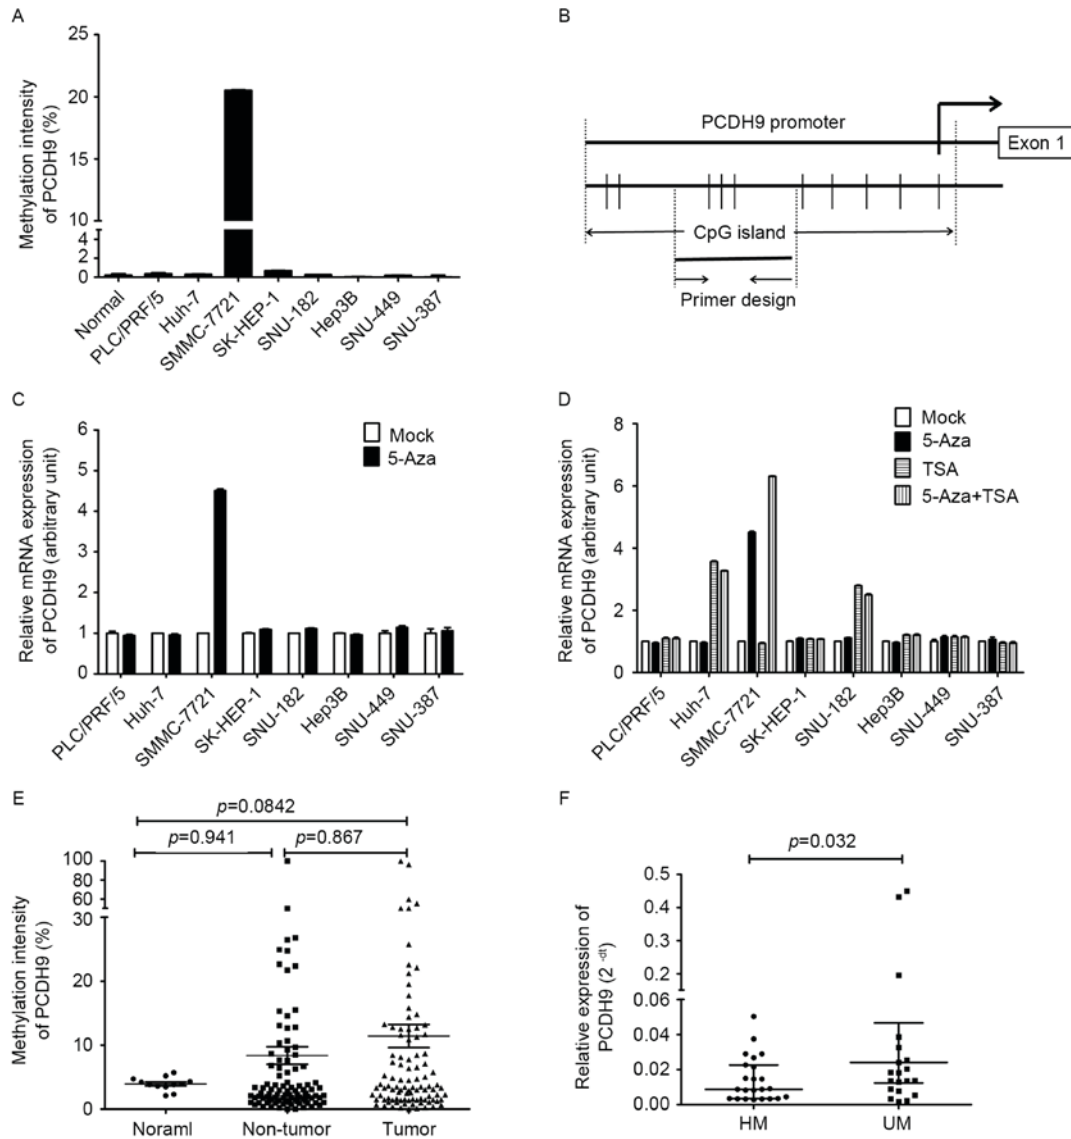 A
Methylation intensity
of PCDH9 (%)
25
20
15
10
4
2
0
Normal
PLC/PRF/5
Huh-7
SMMC-7721
SK-HEP-1
SNU-182
Hep3B
SNU-449
SNU-387
B
PCDH9 promoter
Exon 1
CpG island
Primer design
C
Relative mRNA expression
of PCDH9 (arbitrary unit)
6
5
4
3
2
1
0
Mock
5-Aza
PLC/PRF/5
Huh-7
SMMC-7721
SK-HEP-1
SNU-182
Hep3B
SNU-449
SNU-387
D
Relative mRNA expression
of PCDH9 (arbitrary unit)
8
6
4
2
0
Mock
5-Aza
TSA
5-Aza+TSA
PLC/PRF/5
Huh-7
SMMC-7721
SK-HEP-1
SNU-182
Hep3B
SNU-449
SNU-387
E
p=0.0842
p=0.941
p=0.867
Methylation intensity
of PCDH9 (%)
100
80
60
30
20
10
0
Noraml
Non-tumor
Tumor
F
p=0.032
Relative expression of
PCDH9 (2 -dt)
0.5
0.4
0.3
0.2
0.06
0.04
0.02
0.00
HM
UM